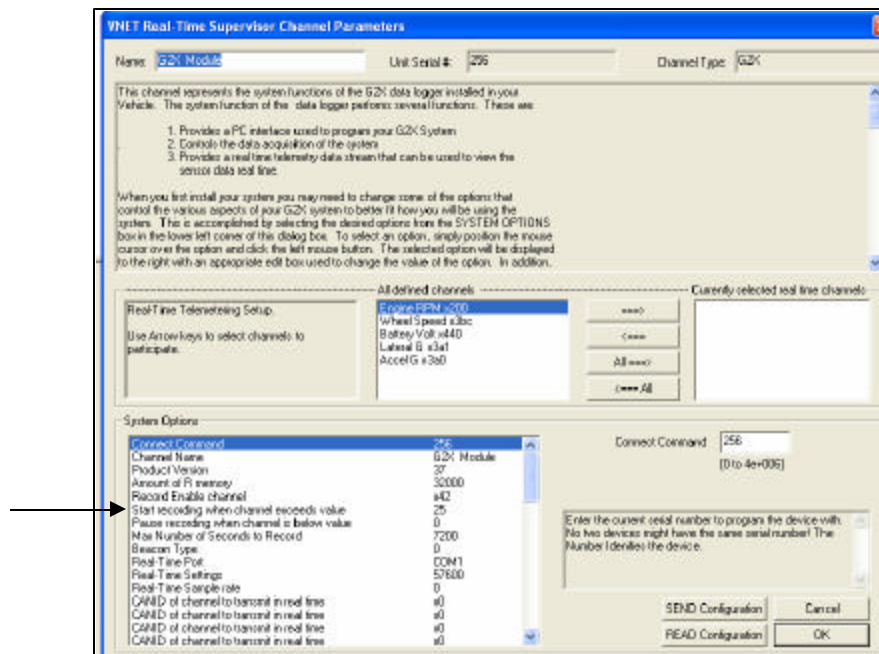 VNET Real-Time Supervisor Channel Parameters
Name: G2X Module Unit Serial #: 256 Channel Type: G2X
This channel represents the system functions of the G2X data logger installed in your
Vehicle. The system function of the data logger performs several functions. These are
1. Provides a PC interface used to program your G2X System
2. Controls the data acquisition of the system
3. Provides a real time telemetry data stream that can be used to view the
sensor data real time.
When you first install your system you may need to change some of the options that
control the various aspects of your G2X system to better fit how you will be using the
system. This is accomplished by selecting the desired options from the SYSTEM OPTIONS
box in the lower left corner of this dialog box. To select an option, simply position the mouse
cursor over the option and click the left mouse button. The selected option will be displayed
to the right with an appropriate edit box used to change the value of the option. In addition,
Real-Time Telemetering Setup.
Use Arrow keys to select channels to
participate.
All defined channels
Engine RPM x200
Wheel Speed x3bc
Battery Volt x440
Lateral G x3a1
Accel G x3a0
===>
<===
All ===>
<=== All
Currently selected real time channels
System Options
Connect Command 256
Channel Name G2X Module
Product Version 37
Amount of R memory 32000
Record Enable channel x42
Start recording when channel exceeds value 25
Pause recording when channel is below value 0
Max Number of Seconds to Record 7200
Beacon Type 0
Real-Time Port COM1
Real-Time Settings 57600
Real-Time Sample rate 0
CANID of channel to transmit in real time x0
CANID of channel to transmit in real time x0
CANID of channel to transmit in real time x0
CANID of channel to transmit in real time x0
Connect Command 256
(0 to 4e+006)
Enter the current serial number to program the device with.
No two devices might have the same serial number! The
Number Idenifies the device.
SEND Configuration Cancel
READ Configuration OK